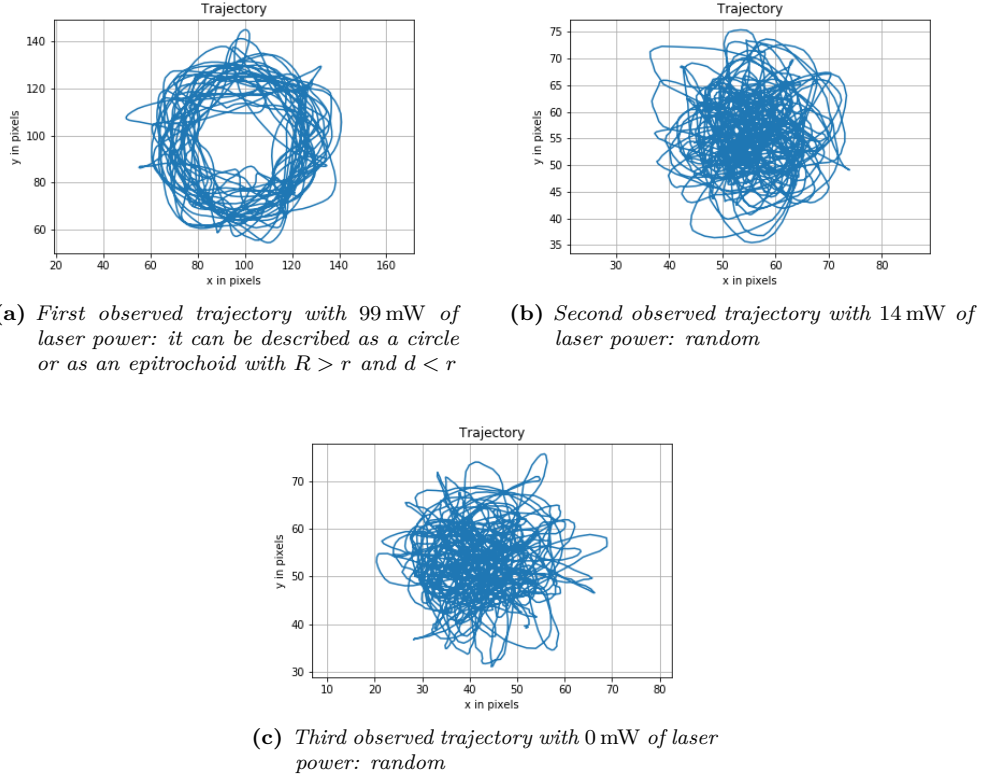 Trajectory
140
120
100
80
60
y in pixels
20 40 60 80 100 120 140 160
x in pixels
(a) First observed trajectory with 99 mW of
laser power: it can be described as a circle
or as an epitrochoid with R > r and d < r
Trajectory
75
70
65
60
55
50
45
40
35
y in pixels
30 40 50 60 70 80
x in pixels
(b) Second observed trajectory with 14 mW of
laser power: random
Trajectory
70
60
50
40
30
y in pixels
10 20 30 40 50 60 70 80
x in pixels
(c) Third observed trajectory with 0 mW of laser
power: random